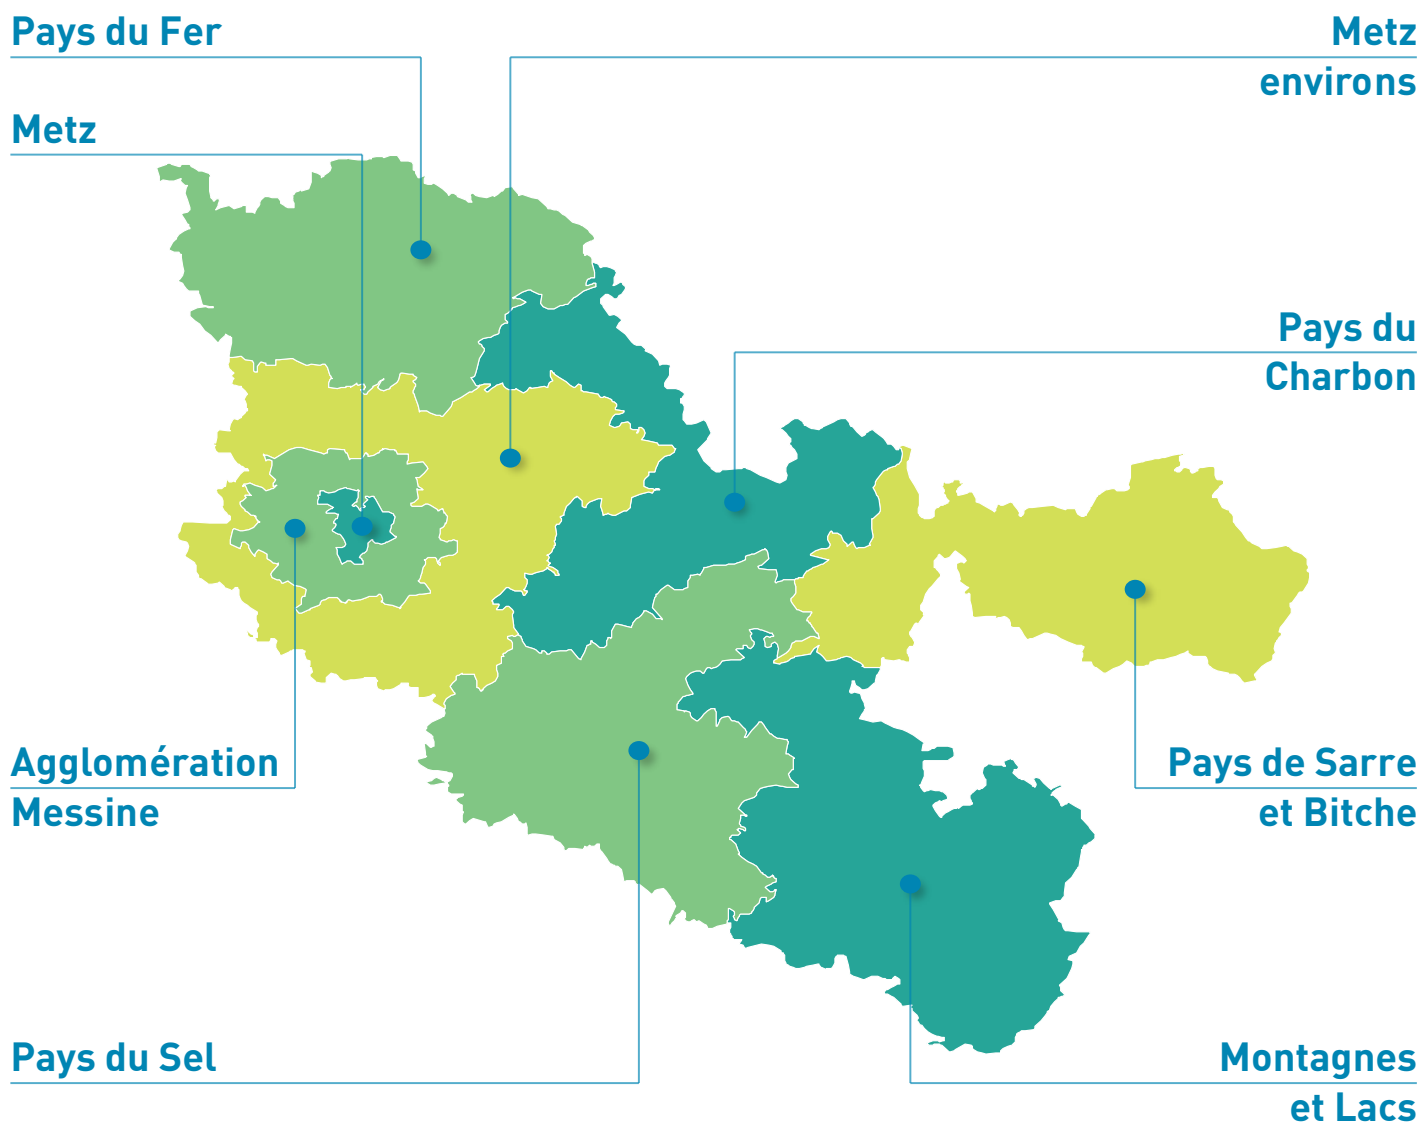 Pays du Fer
Metz
environs
Metz
Pays du
Charbon
Agglomération
Messine
Pays de Sarre
et Bitche
Pays du Sel
Montagnes
et Lacs